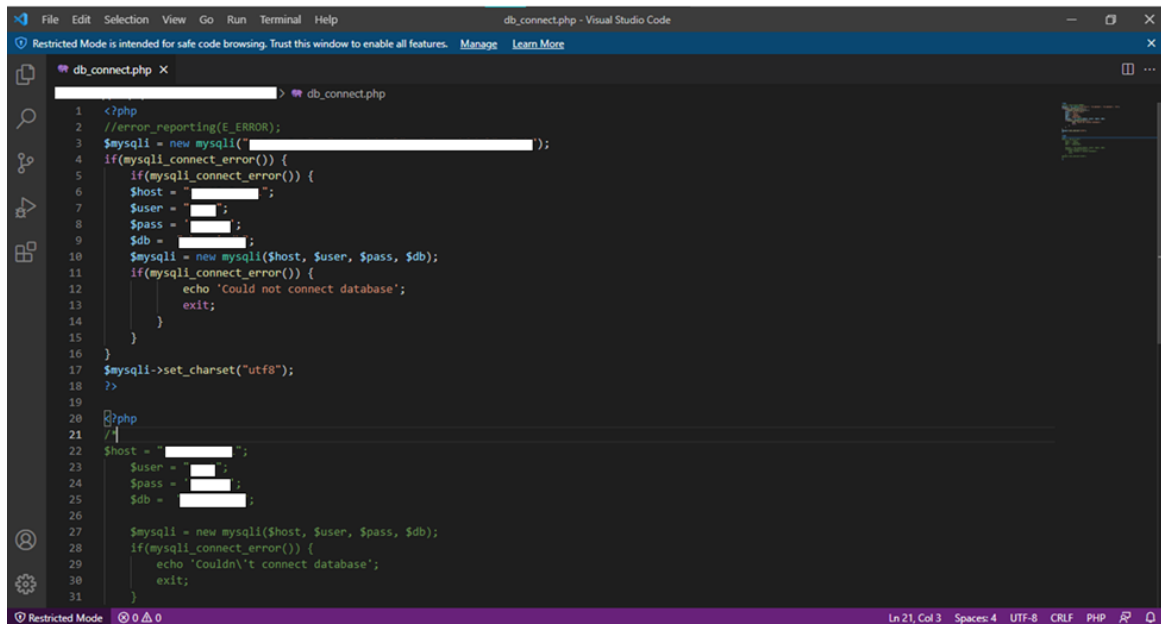 File Edit Selection View Go Run Terminal Help db_connect.php - Visual Studio Code
Restricted Mode is intended for safe code browsing. Trust this window to enable all features. Manage Learn More
db_connect.php
> db_connect.php
1 <?php
2 //error_reporting(E_ERROR);
3 $mysqli = new mysqli("");
4 if(mysqli_connect_error()) {
5 if(mysqli_connect_error()) {
6 $host = "";
7 $user = "";
8 $pass = '';
9 $db = ";
10 $mysqli = new mysqli($host, $user, $pass, $db);
11 if(mysqli_connect_error()) {
12 echo 'Could not connect database';
13 exit;
14 }
15 }
16 }
17 $mysqli->set_charset("utf8");
18 ?>
19
20 <?php
21 /*
22 $host = "";
23 $user = "";
24 $pass = '';
25 $db = '';
26
27 $mysqli = new mysqli($host, $user, $pass, $db);
28 if(mysqli_connect_error()) {
29 echo 'Couldn\'t connect database';
30 exit;
31 }
Restricted Mode 0 0 Ln 21, Col 3 Spaces: 4 UTF-8 CRLF PHP